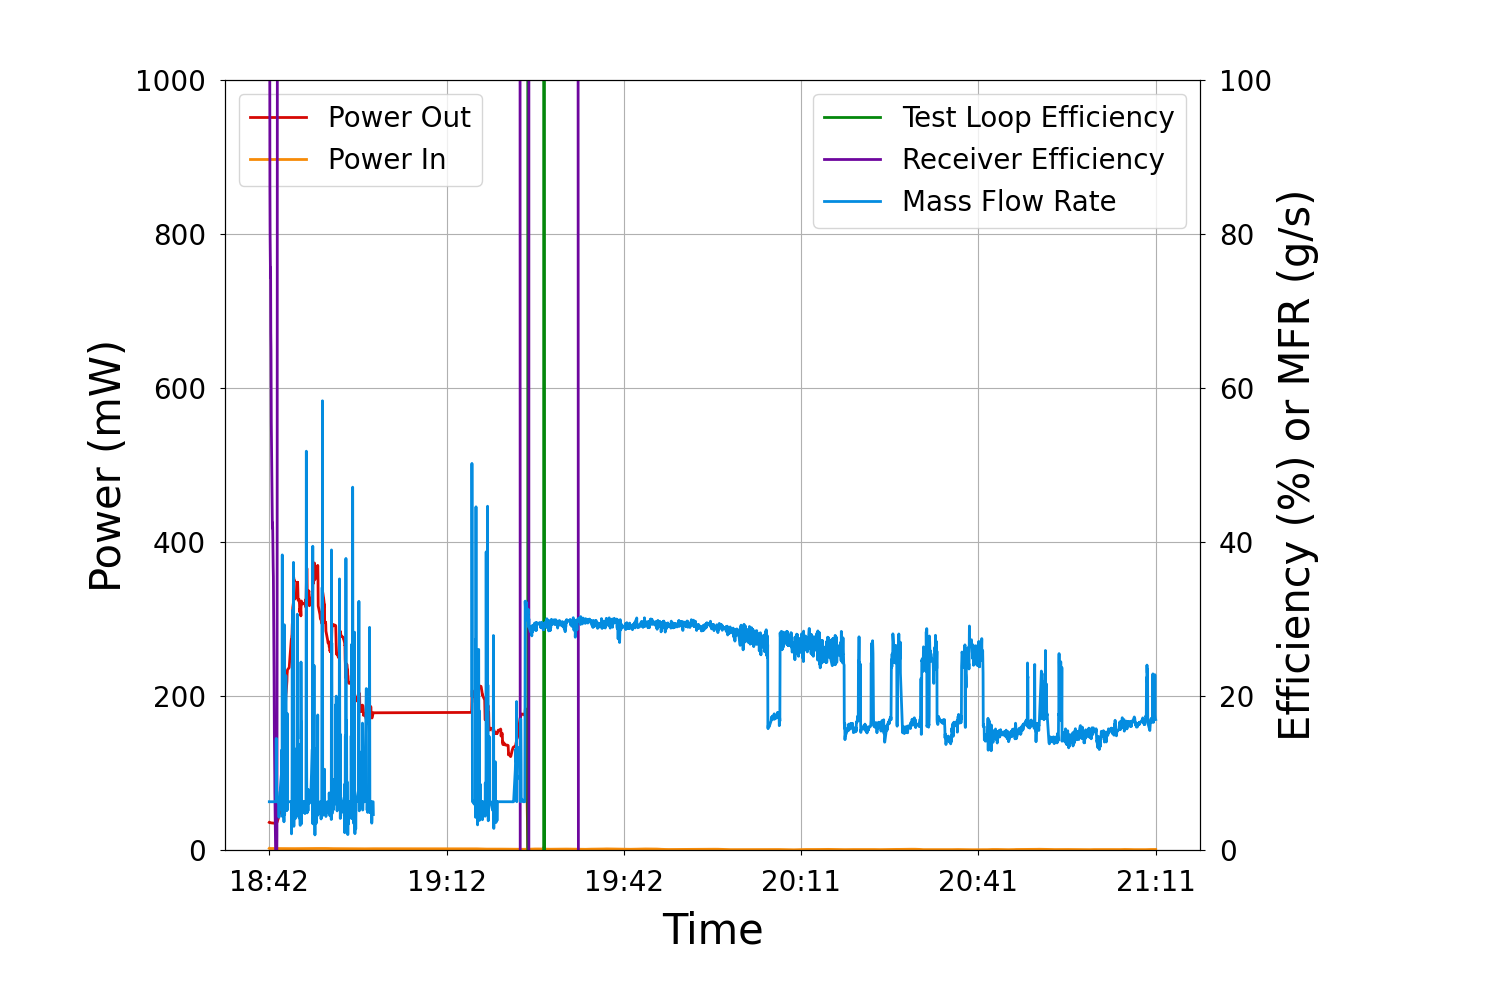 1000
800
600
400
200
0
Power (mW)
Power Out
Power In
Test Loop Efficiency
Receiver Efficiency
Mass Flow Rate
100
80
60
40
20
0
Efficiency (%) or MFR (g/s)
18:42 19:12 19:42 20:11 20:41 21:11
Time